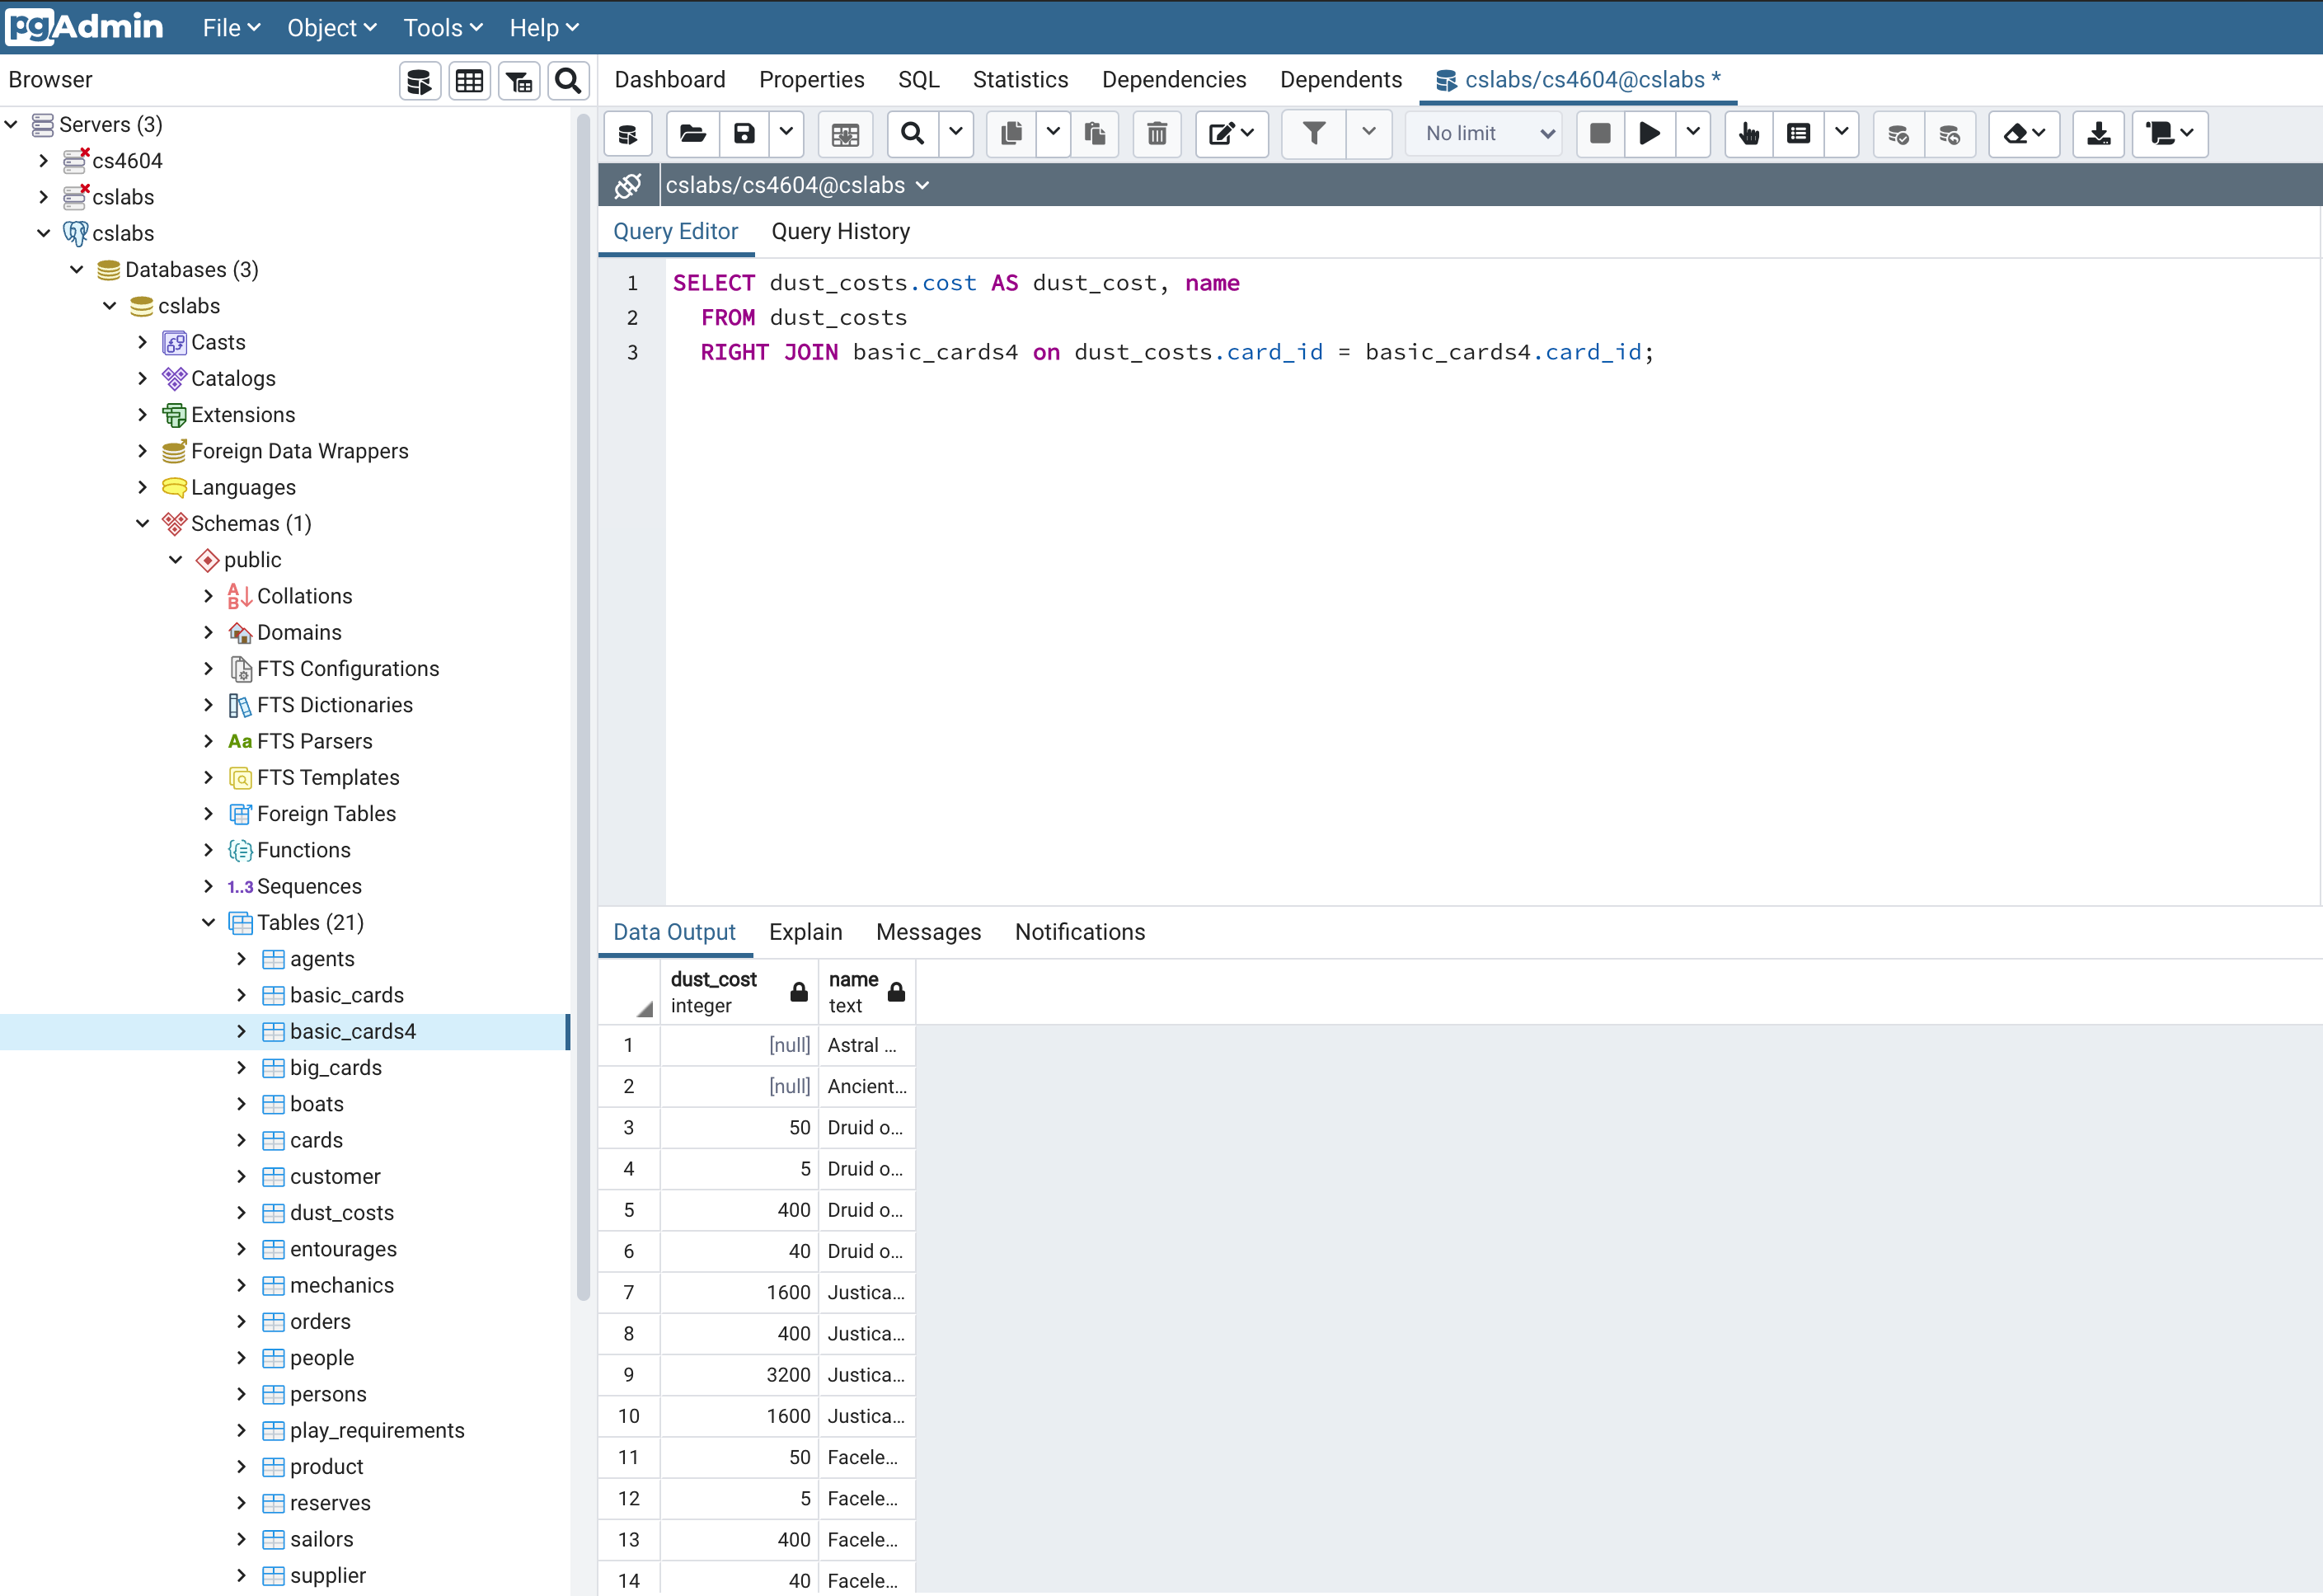 pgAdmin File Object Tools Help
Browser
Dashboard Properties SQL Statistics Dependencies Dependents cslabs/cs4604@cslabs *
Servers (3)
cs4604
cslabs
cslabs
Databases (3)
cslabs
Casts
Catalogs
Extensions
Foreign Data Wrappers
Languages
Schemas (1)
public
A
B
Collations
Domains
FTS Configurations
FTS Dictionaries
Aa FTS Parsers
FTS Templates
Foreign Tables
Functions
1..3 Sequences
Tables (21)
agents
basic_cards
basic_cards4
big_cards
boats
cards
customer
dust_costs
entourages
mechanics
orders
people
persons
play_requirements
product
reserves
sailors
supplier
No limit
cslabs/cs4604@cslabs
Query Editor Query History
1 SELECT dust_costs.cost AS dust_cost, name
2 FROM dust_costs
3 RIGHT JOIN basic_cards4 on dust_costs.card_id = basic_cards4.card_id;
Data Output Explain Messages Notifications
dust_cost name
integer text
1 [null] Astral ...
2 [null] Ancient...
3 50 Druid o...
4 5 Druid o...
5 400 Druid o...
6 40 Druid o...
7 1600 Justica...
8 400 Justica...
9 3200 Justica...
10 1600 Justica...
11 50 Facele...
12 5 Facele...
13 400 Facele...
14 40 Facele...